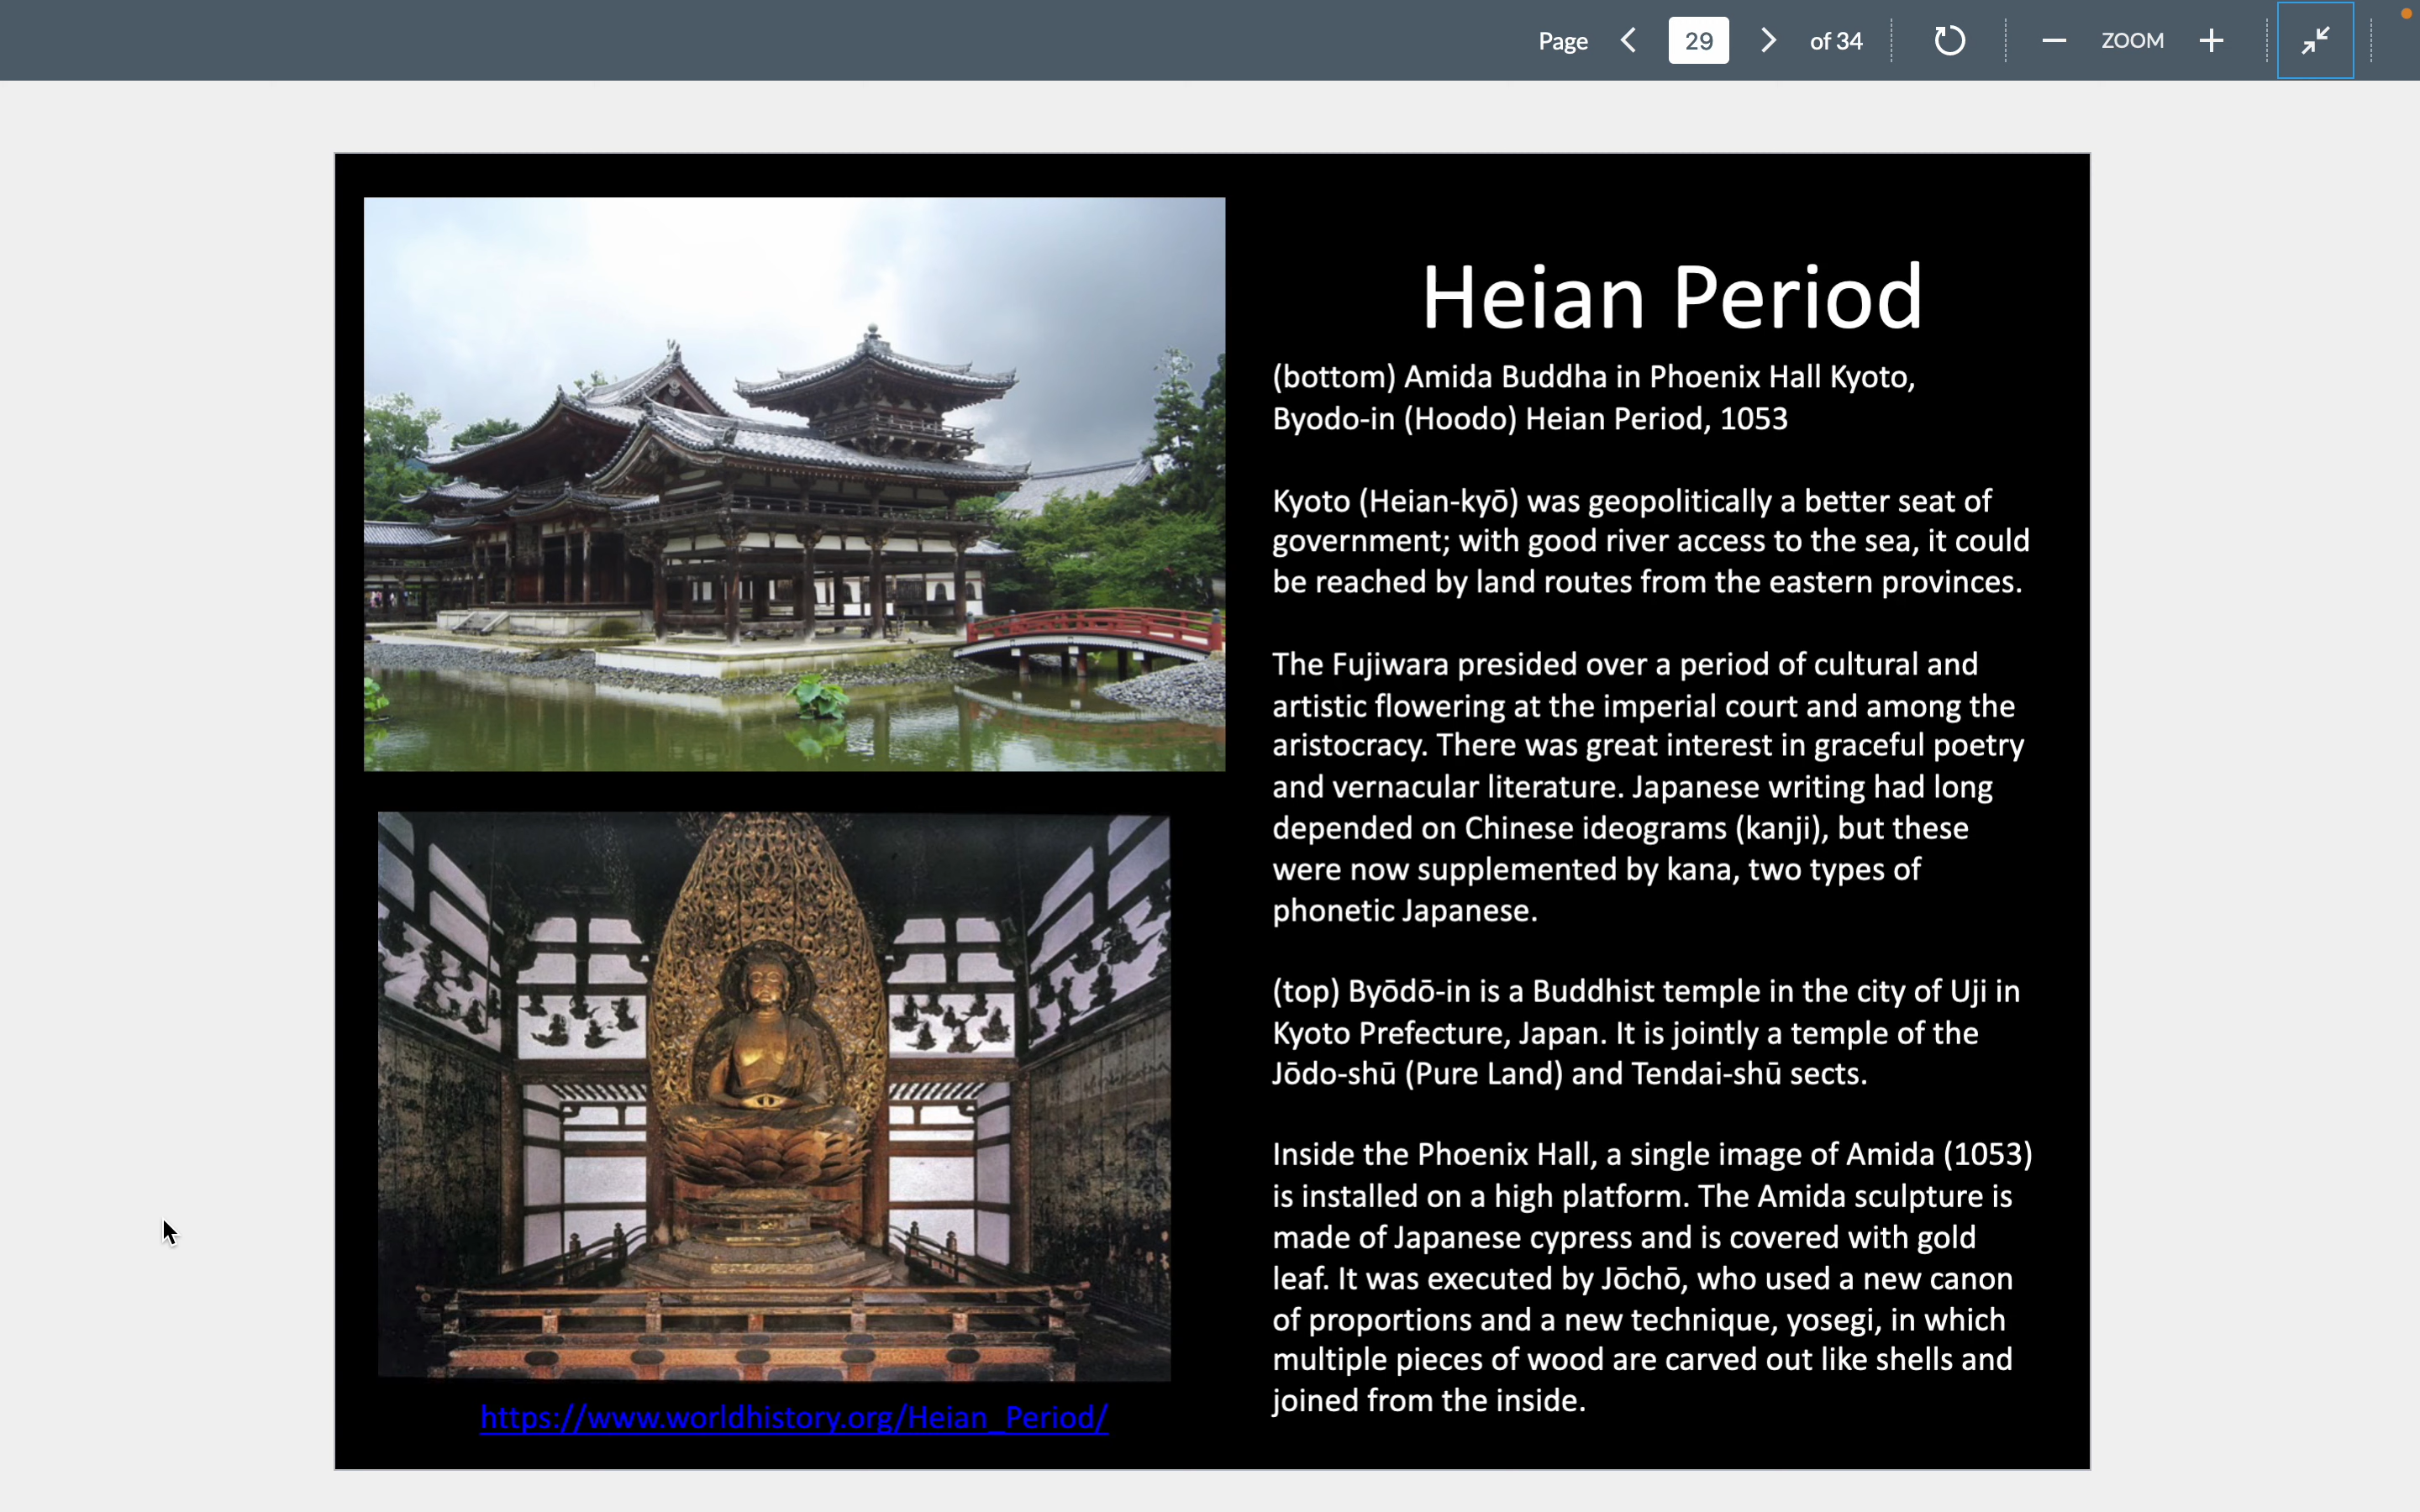 Page 29 of 34 ZOOM
Heian Period
(bottom) Amida Buddha in Phoenix Hall Kyoto,
Byodo-in (Hoodo) Heian Period, 1053
Kyoto (Heian-kyō) was geopolitically a better seat of
government; with good river access to the sea, it could
be reached by land routes from the eastern provinces.
The Fujiwara presided over a period of cultural and
artistic flowering at the imperial court and among the
aristocracy. There was great interest in graceful poetry
and vernacular literature. Japanese writing had long
depended on Chinese ideograms (kanji), but these
were now supplemented by kana, two types of
phonetic Japanese.
(top) Byōdō-in is a Buddhist temple in the city of Uji in
Kyoto Prefecture, Japan. It is jointly a temple of the
Jōdo-shū (Pure Land) and Tendai-shū sects.
Inside the Phoenix Hall, a single image of Amida (1053)
is installed on a high platform. The Amida sculpture is
made of Japanese cypress and is covered with gold
leaf. It was executed by Jōchō, who used a new canon
of proportions and a new technique, yosegi, in which
multiple pieces of wood are carved out like shells and
joined from the inside.
https://www.worldhistory.org/Heian_Period/